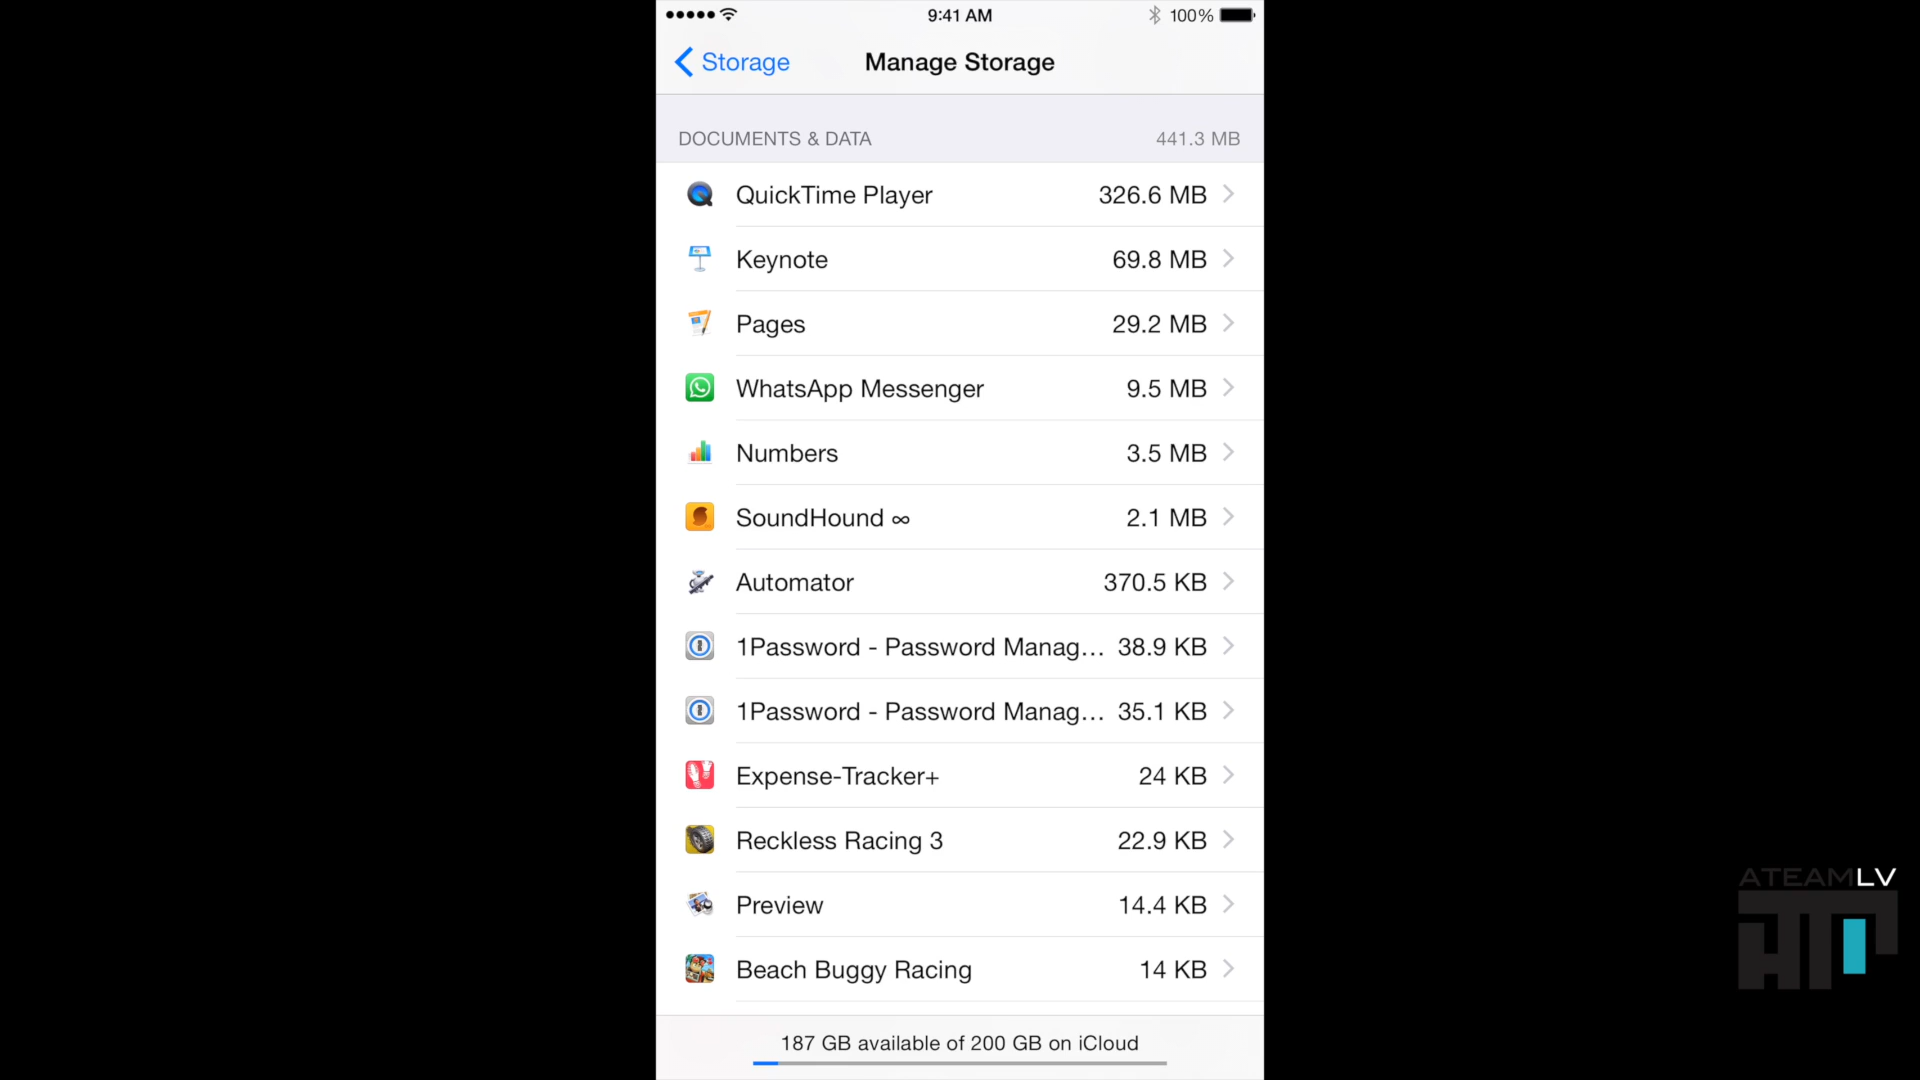 9:41 AM
100%
Storage
Manage Storage
DOCUMENTS & DATA 441.3 MB
QuickTime Player 326.6 MB
Keynote 69.8 MB
Pages 29.2 MB
WhatsApp Messenger 9.5 MB
Numbers 3.5 MB
SoundHound ∞ 2.1 MB
Automator 370.5 KB
1Password - Password Manag... 38.9 KB
1Password - Password Manag... 35.1 KB
Expense-Tracker+ 24 KB
Reckless Racing 3 22.9 KB
Preview 14.4 KB
Beach Buggy Racing 14 KB
187 GB available of 200 GB on iCloud
ATEAMLV